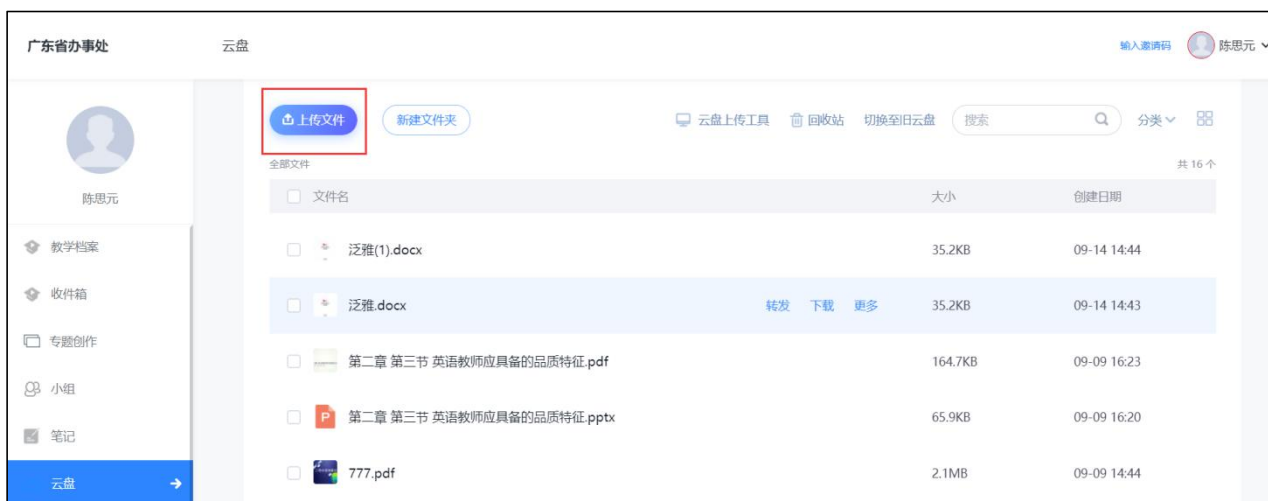 广东省办事处 云盘 输入邀请码 陈思元
上传文件 新建文件夹 云盘上传工具 回收站 切换至旧云盘 搜索 分类
全部文件 共 16 个
陈思元
文件名 大小 创建日期
教学档案
泛雅(1).docx 35.2KB 09-14 14:44
收件箱
泛雅.docx 转发 下载 更多 35.2KB 09-14 14:43
专题创作
第二章 第三节 英语教师应具备的品质特征.pdf 164.7KB 09-09 16:23
小组
第二章 第三节 英语教师应具备的品质特征.pptx 65.9KB 09-09 16:20
笔记
777.pdf 2.1MB 09-09 14:44
云盘